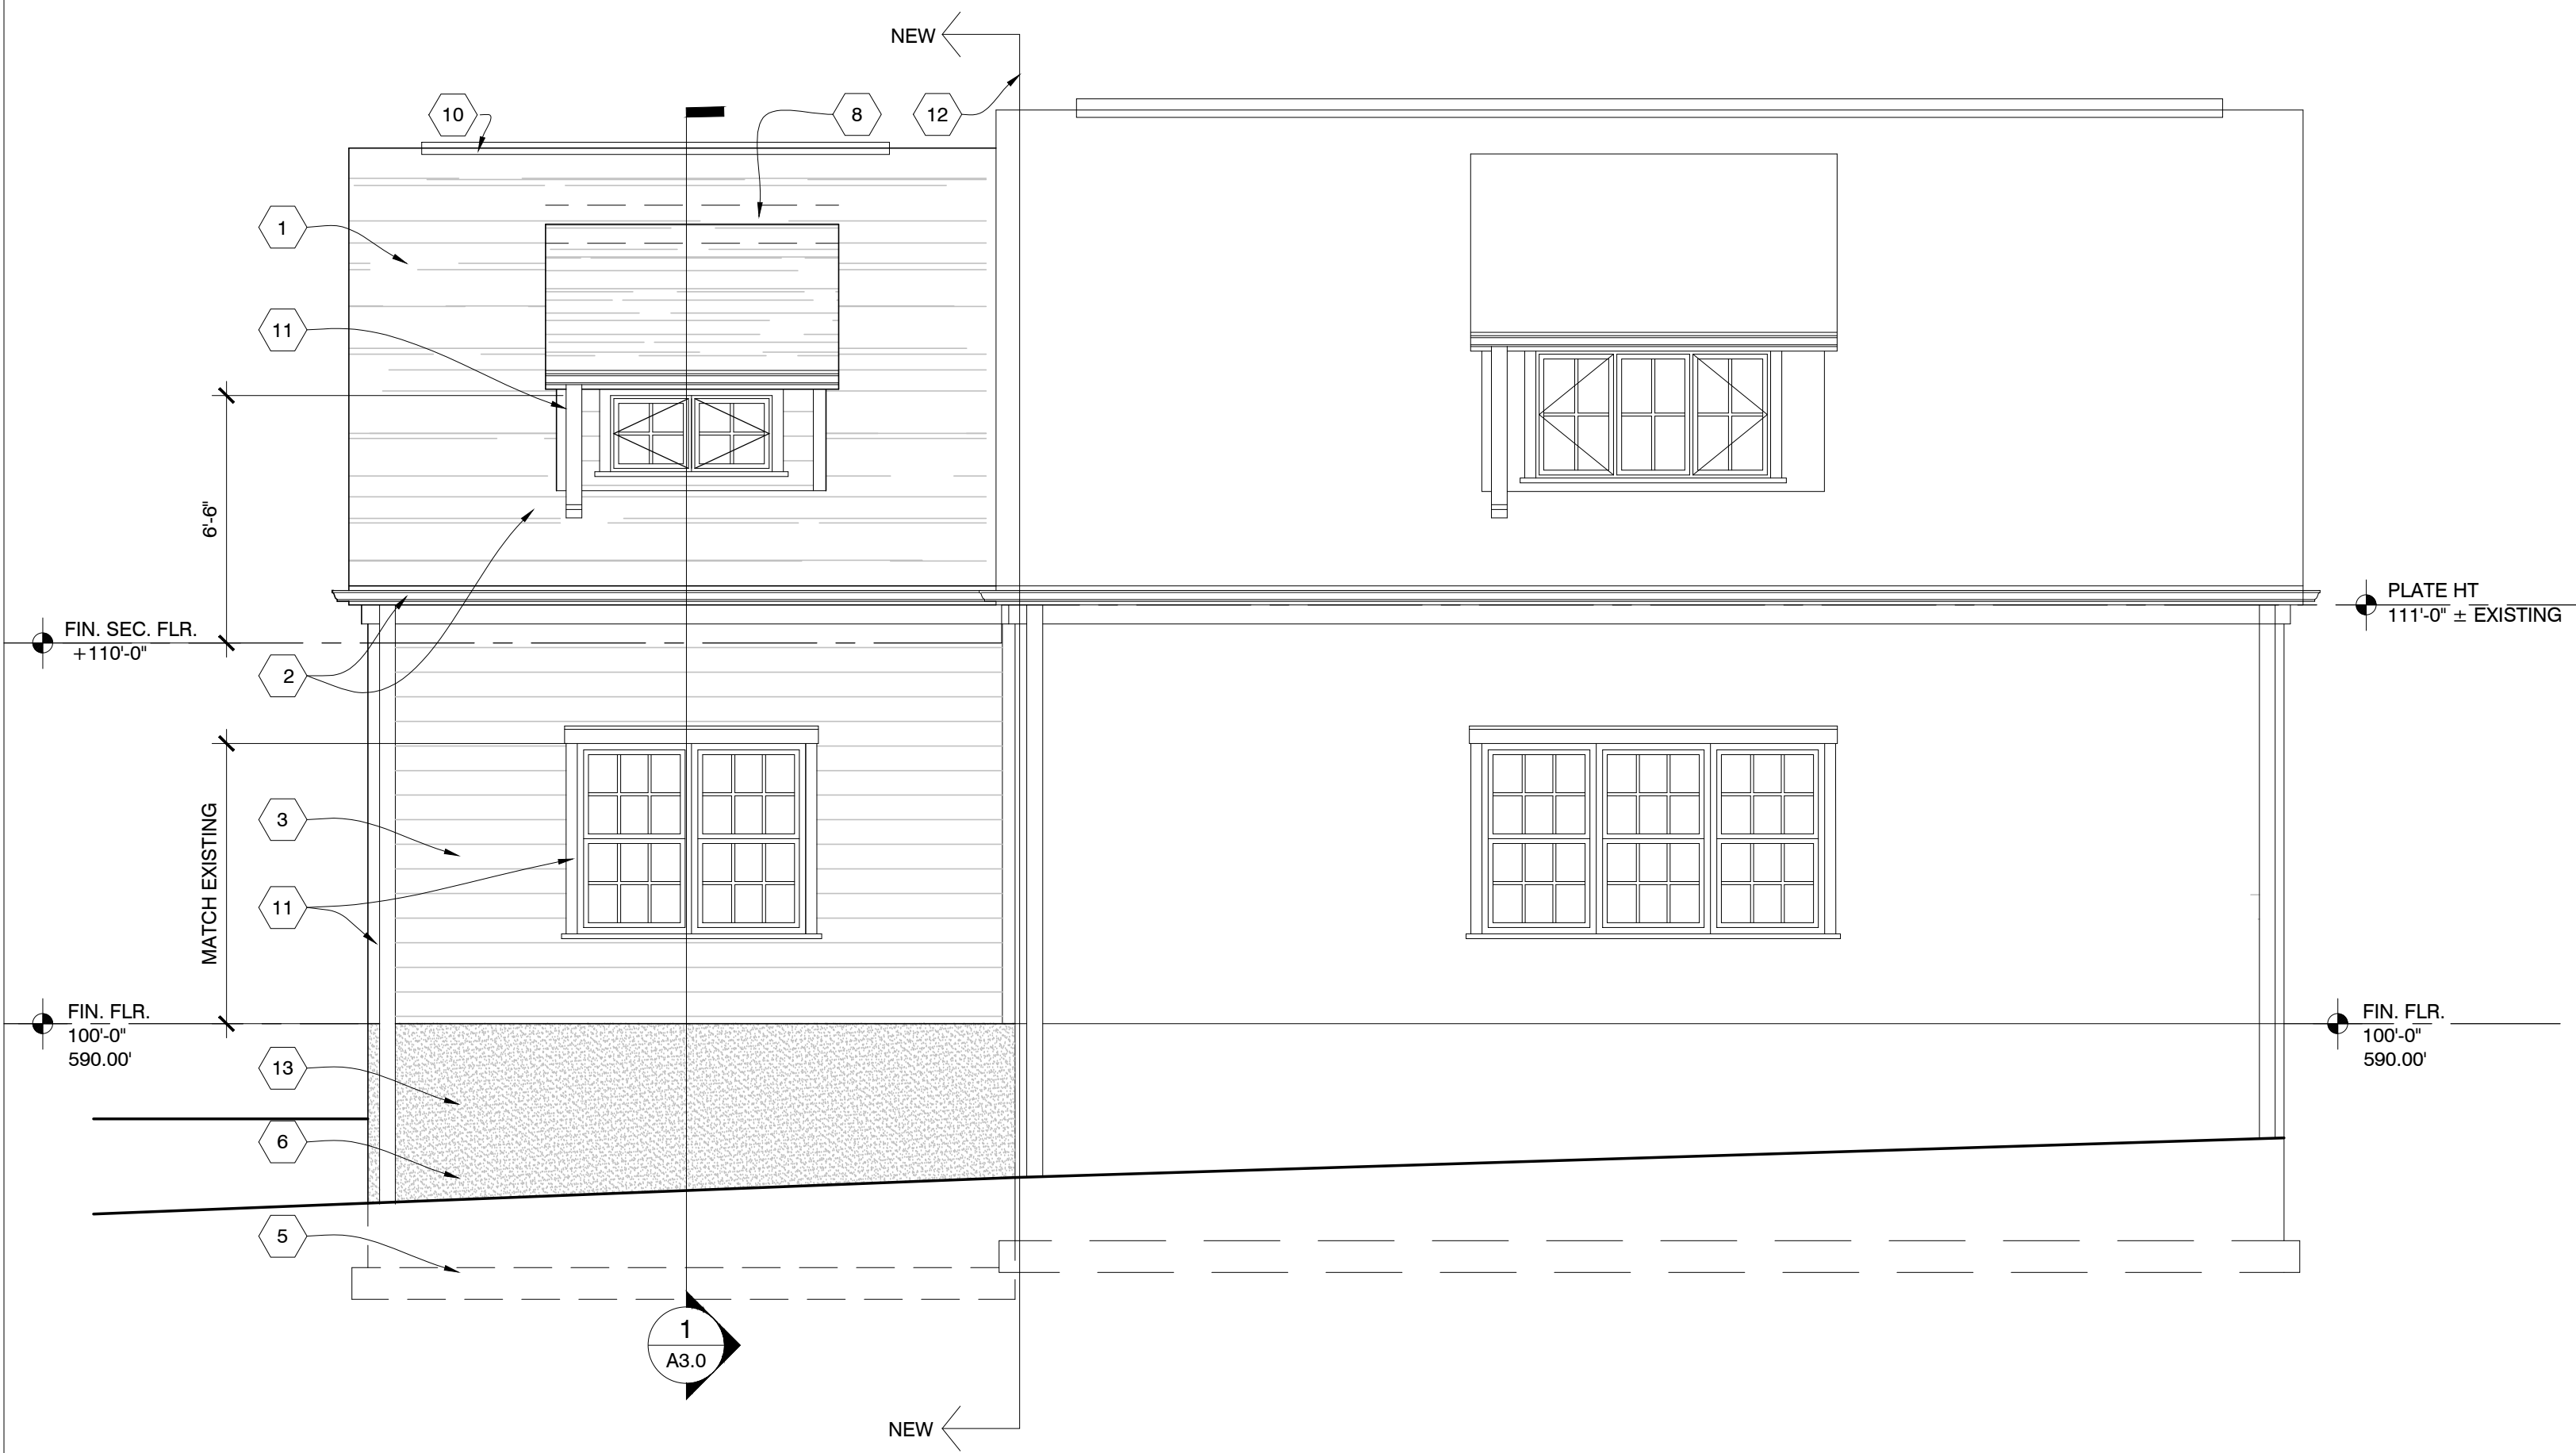 NEW
10
8
12
1
11
6'-6"
PLATE HT
111'-0" ± EXISTING
FIN. SEC. FLR.
+110'-0"
2
MATCH EXISTING
3
11
FIN. FLR.
100'-0"
590.00'
FIN. FLR.
100'-0"
590.00'
13
6
5
1
A3.0
NEW